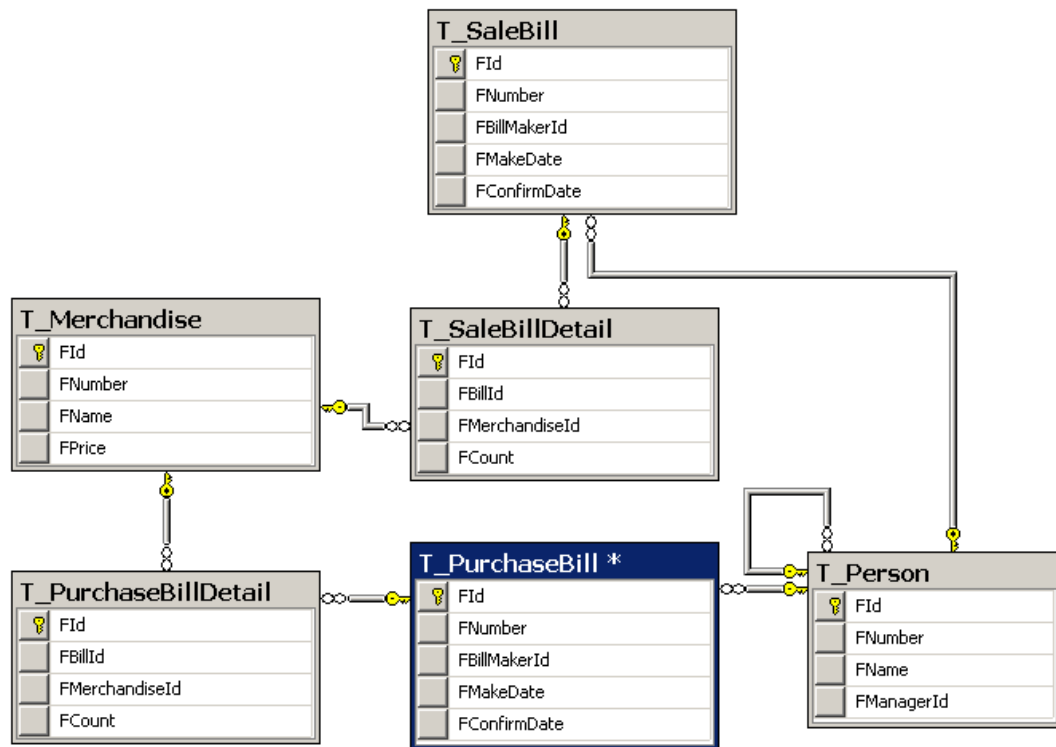 T_SaleBill
FId
FNumber
FBillMakerId
FMakeDate
FConfirmDate
T_Merchandise
FId
FNumber
FName
FPrice
T_SaleBillDetail
FId
FBillId
FMerchandiseId
FCount
T_PurchaseBillDetail
FId
FBillId
FMerchandiseId
FCount
T_PurchaseBill *
FId
FNumber
FBillMakerId
FMakeDate
FConfirmDate
T_Person
FId
FNumber
FName
FManagerId